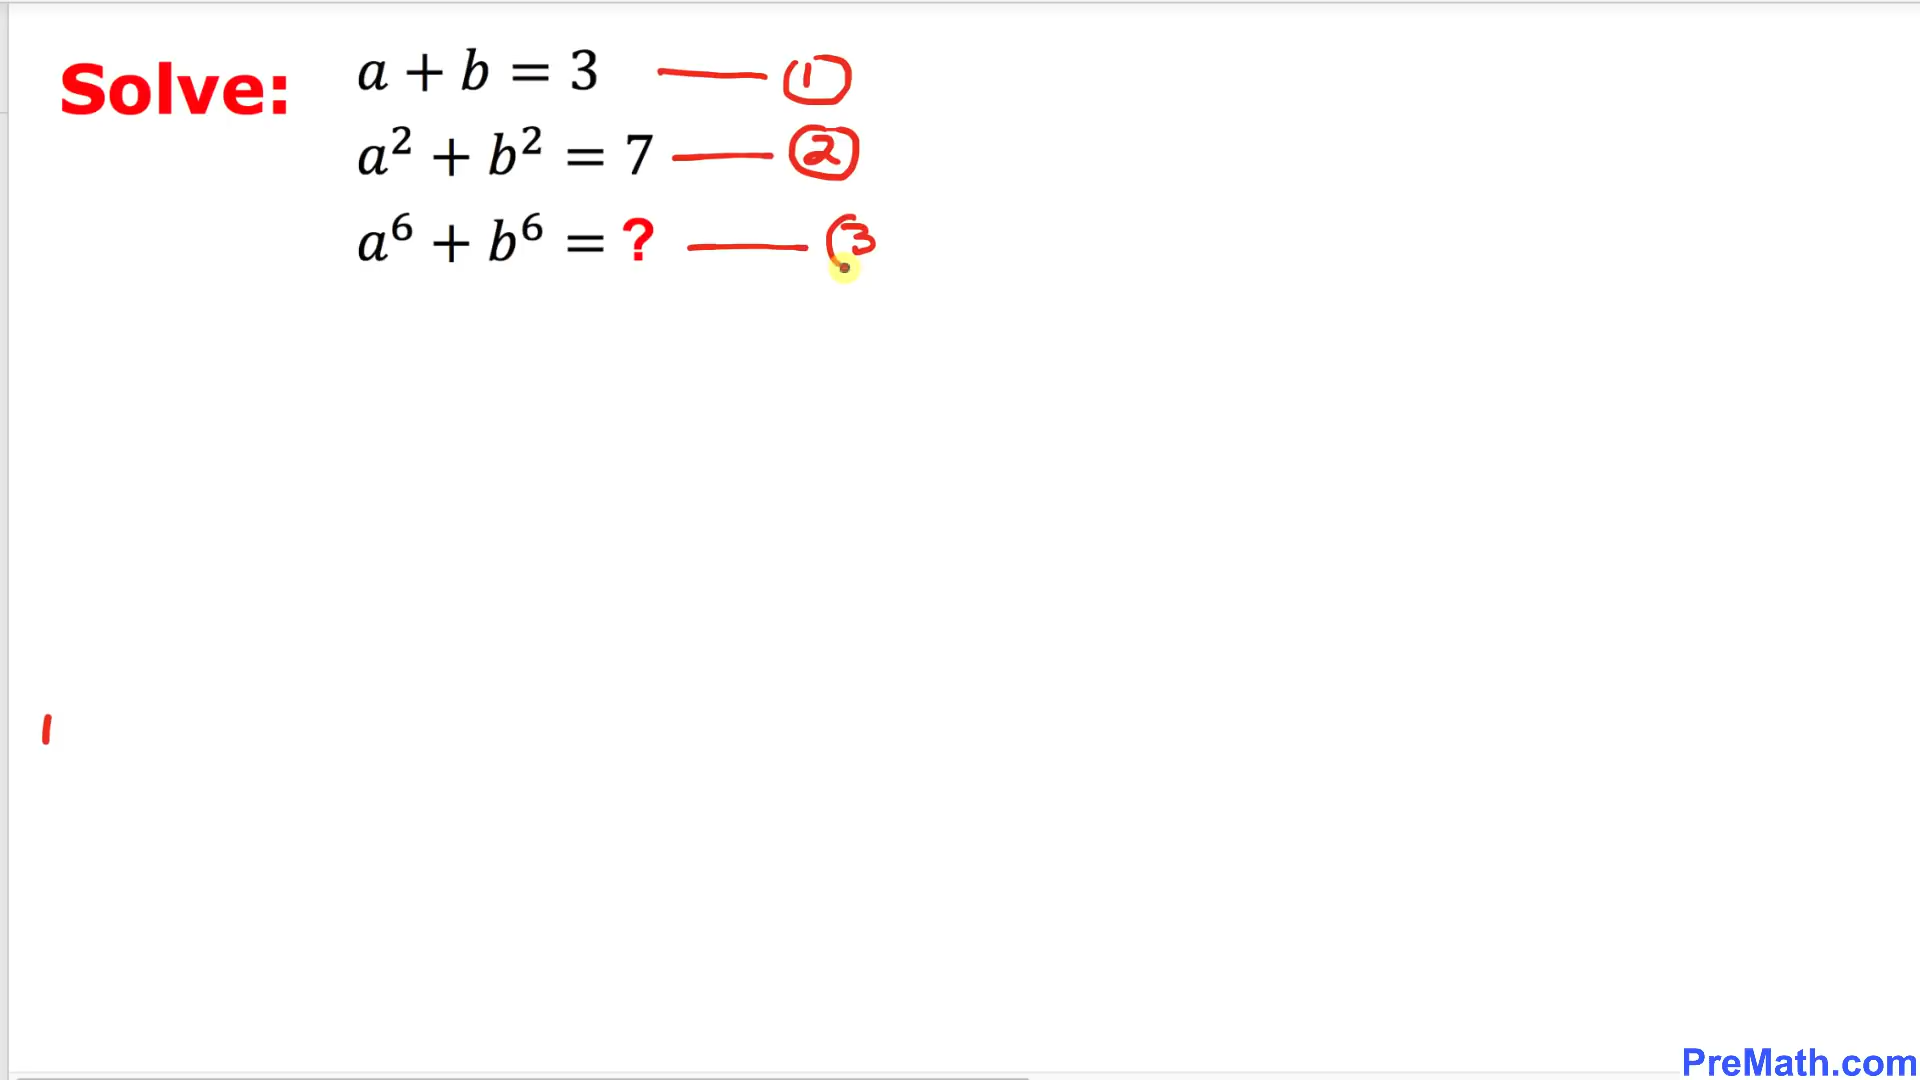 Solve: a + b = 3 — ①
a² + b² = 7 — ②
a⁶ + b⁶ = ? — ③
PreMath.com